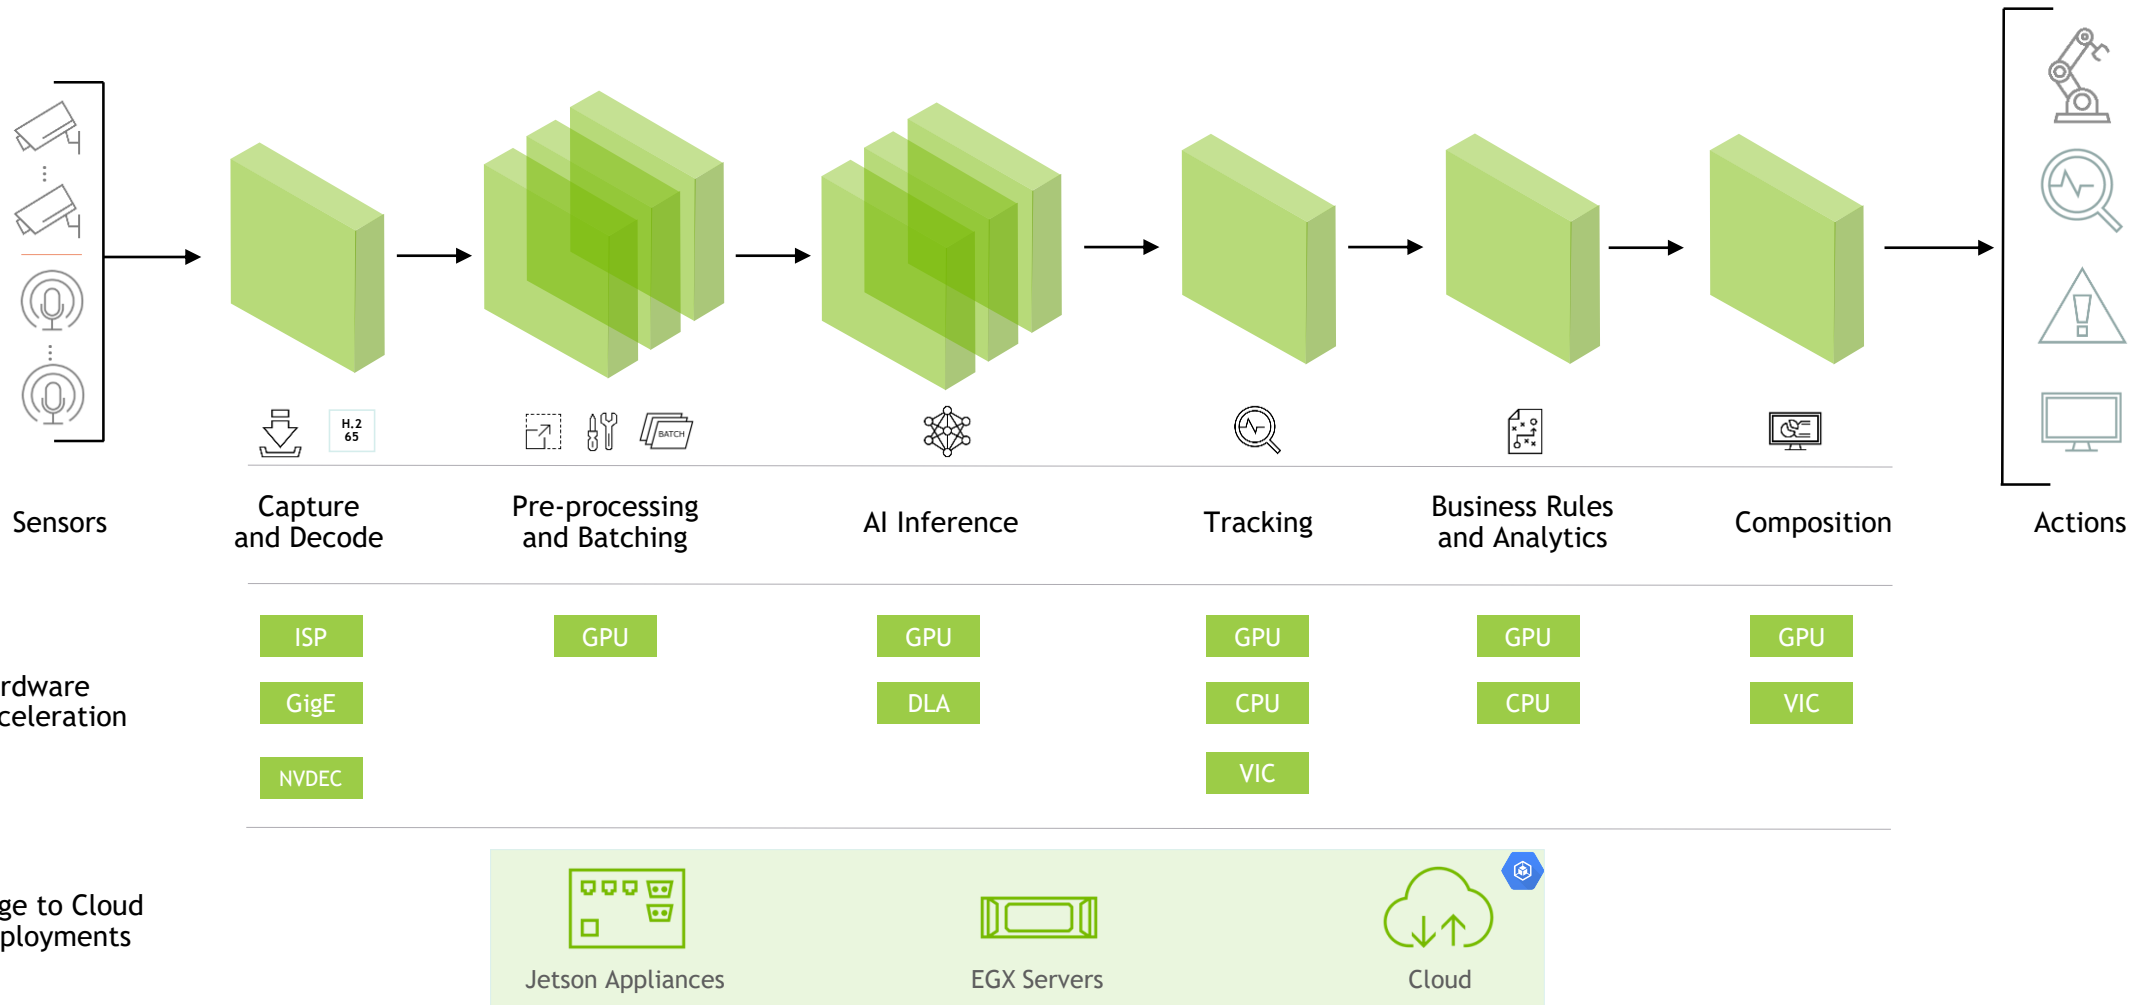 H.2
65
BATCH
Sensors
Capture
and Decode
Pre-processing
and Batching
AI Inference
Tracking
Business Rules
and Analytics
Composition
Actions
rdware
celeration
ISP
GPU
GPU
GPU
GPU
GPU
GigE
DLA
CPU
CPU
VIC
NVDEC
VIC
ge to Cloud
ployments
Jetson Appliances
EGX Servers
Cloud